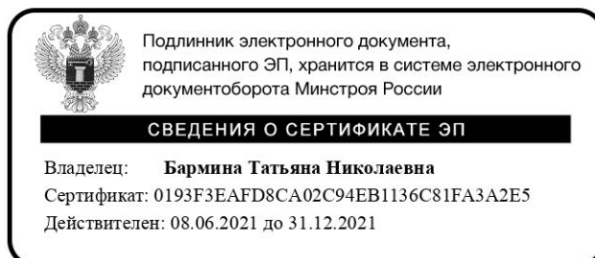 Подлинник электронного документа,
подписанного ЭП, хранится в системе электронного
документоборота Минстроя России
СВЕДЕНИЯ О СЕРТИФИКАТЕ ЭП
Владелец: Бармина Татьяна Николаевна
Сертификат: 0193F3EAFD8CA02C94EB1136C81FA3A2E5
Действителен: 08.06.2021 до 31.12.2021